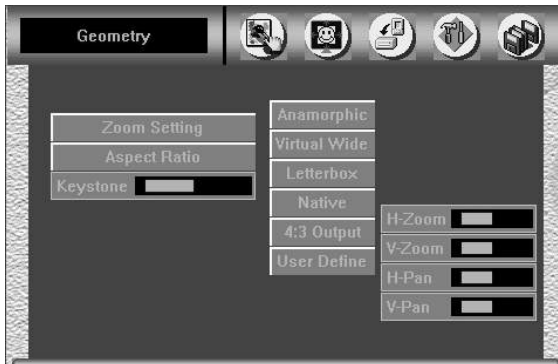 Geometry
Zoom Setting
Aspect Ratio
Keystone
Anamorphic
Virtual Wide
Letterbox
Native
4:3 Output
User Define
H-Zoom
V-Zoom
H-Pan
V-Pan